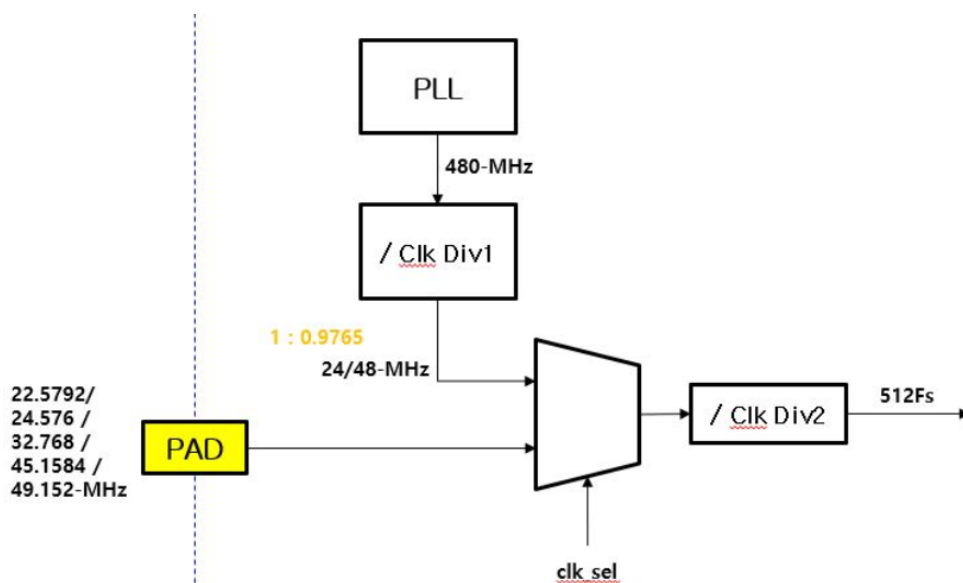 PLL
480-MHz
/ Clk Div1
1 : 0.9765
24/48-MHz
22.5792/
24.576 /
32.768 /
45.1584 /
49.152-MHz
PAD
/ Clk Div2
512Fs
clk_sel